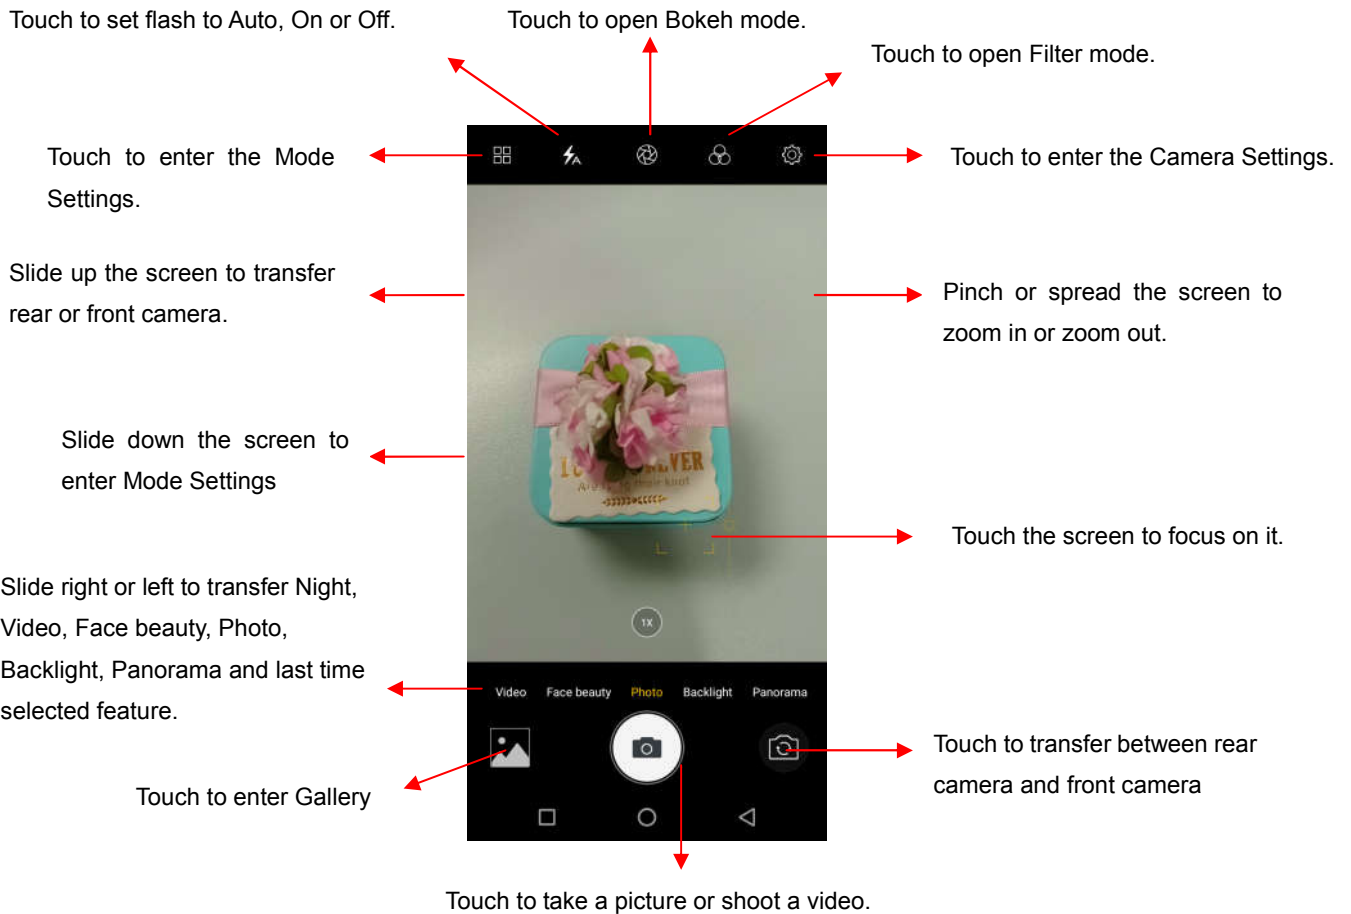 Touch to set flash to Auto, On or Off.
Touch to open Bokeh mode.
Touch to open Filter mode.
Touch to enter the Mode
Settings.
Touch to enter the Camera Settings.
Slide up the screen to transfer
rear or front camera.
Pinch or spread the screen to
zoom in or zoom out.
Slide down the screen to
enter Mode Settings
Touch the screen to focus on it.
1X
Slide right or left to transfer Night,
Video, Face beauty, Photo,
Backlight, Panorama and last time
selected feature.
Video Face beauty Photo Backlight Panorama
Touch to transfer between rear
camera and front camera
Touch to enter Gallery
Touch to take a picture or shoot a video.